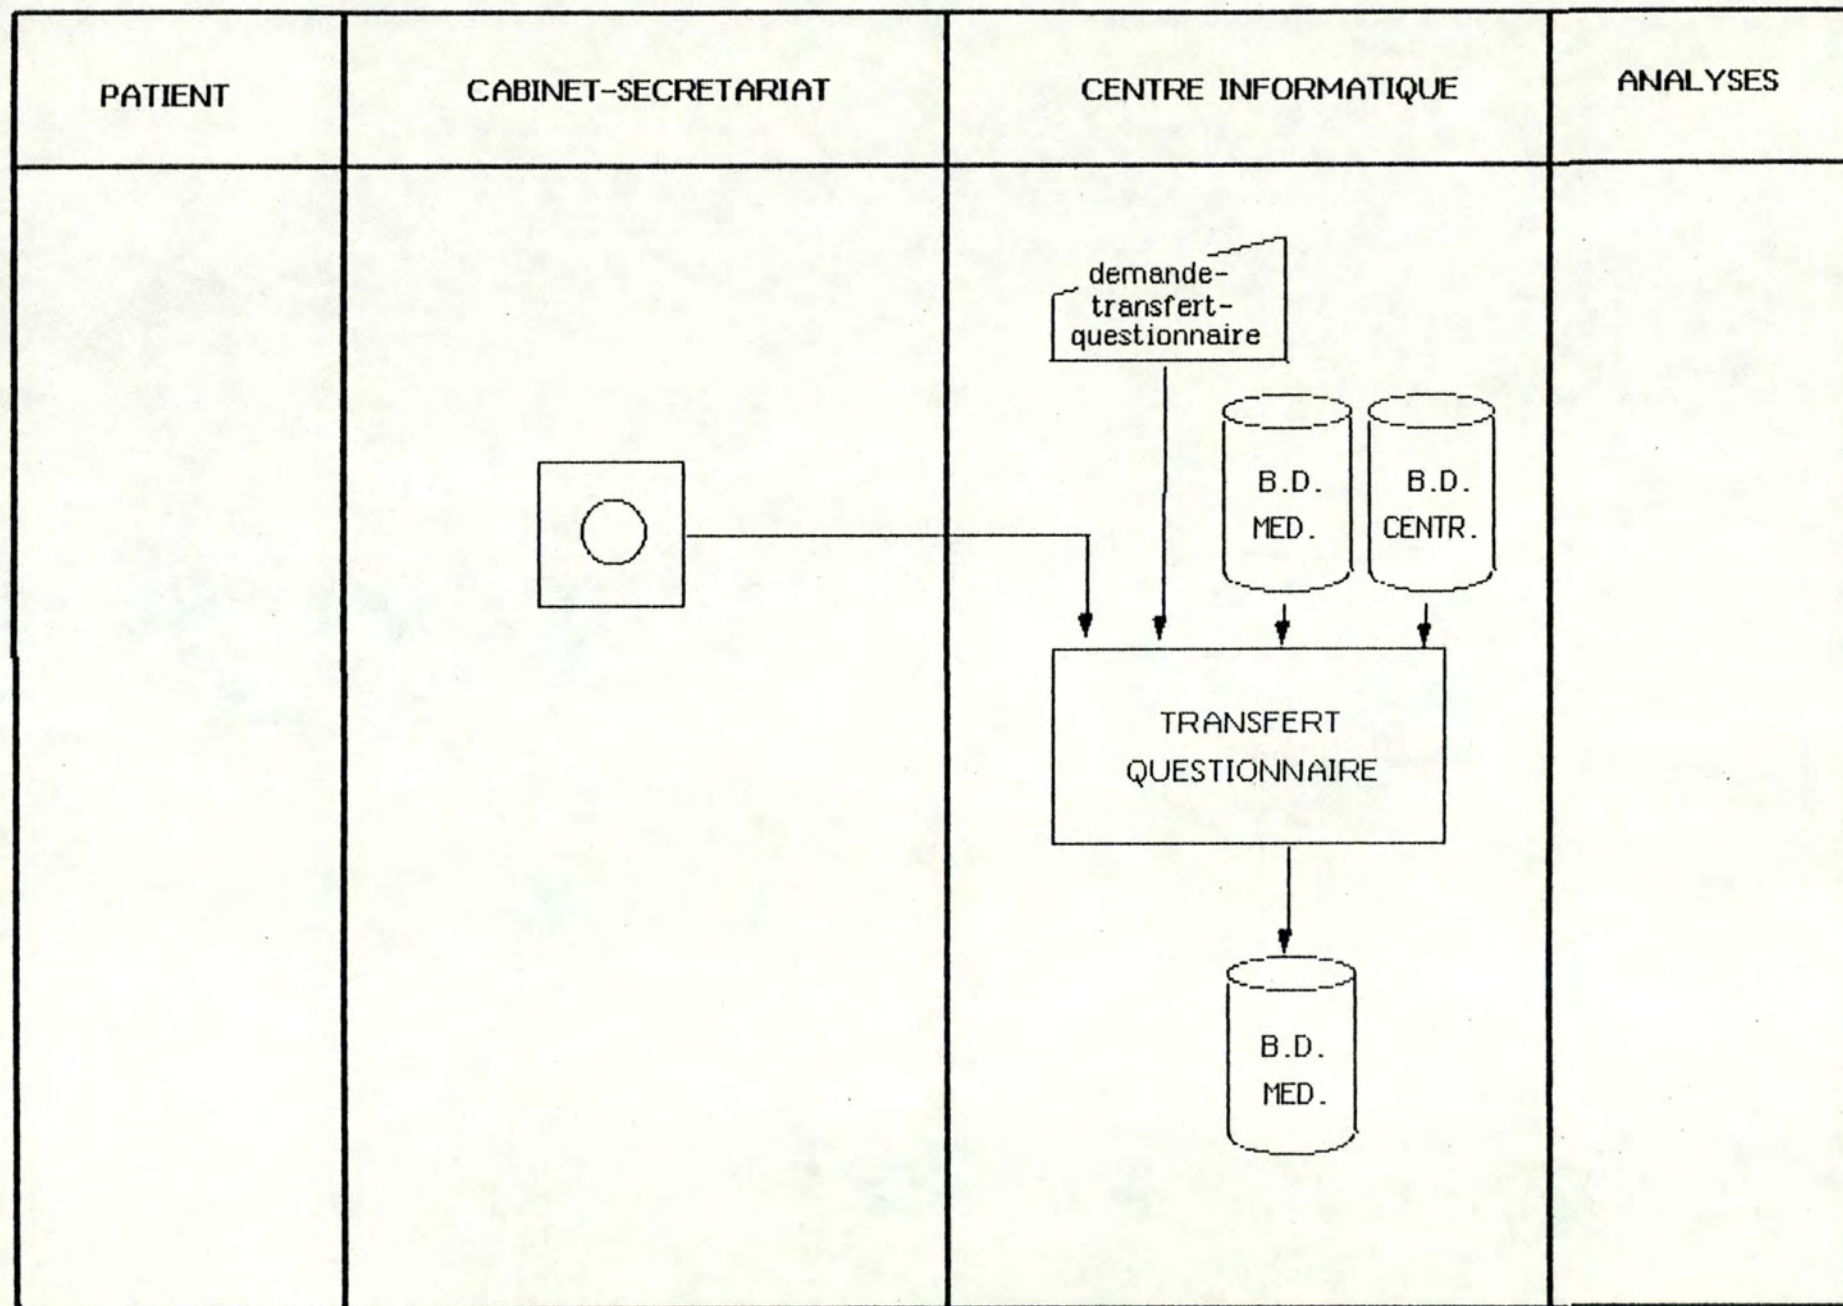 PATIENT
CABINET-SECRETARIAT
CENTRE INFORMATIQUE
ANALYSES
demande-
transfert-
questionnaire
B.D.
MED.
B.D.
CENTR.
TRANSFERT
QUESTIONNAIRE
B.D.
MED.